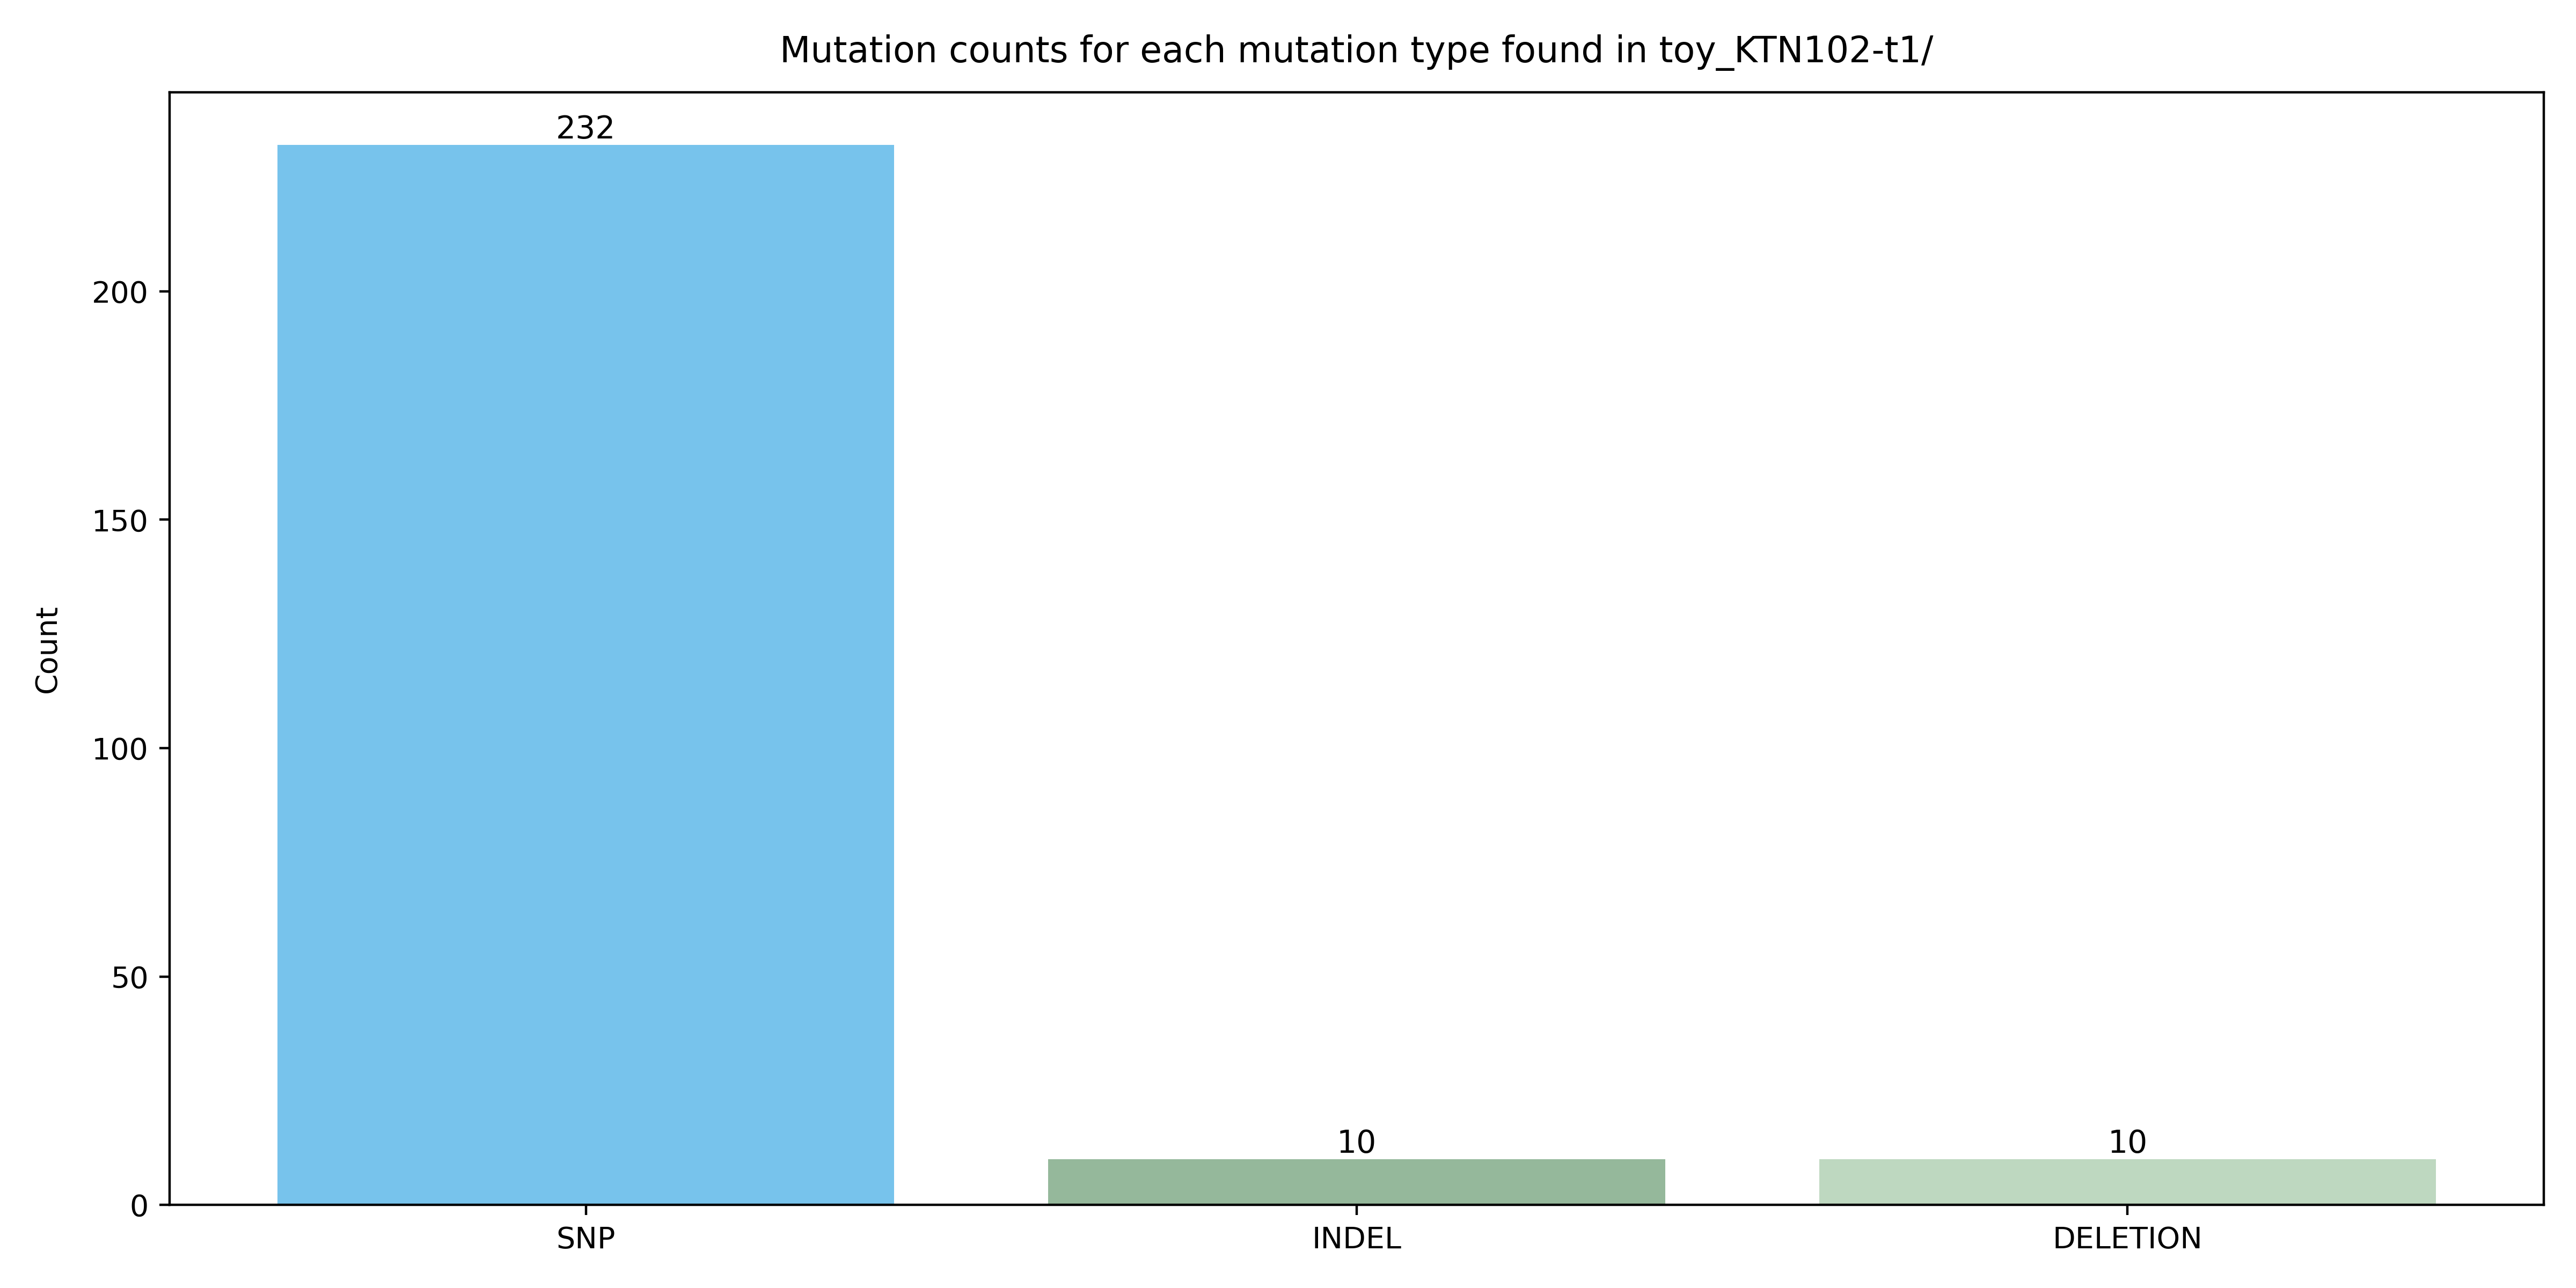 Mutation counts for each mutation type found in toy_KTN102-t1/
232
200
150
Count
100
50
10
10
0
SNP
INDEL
DELETION